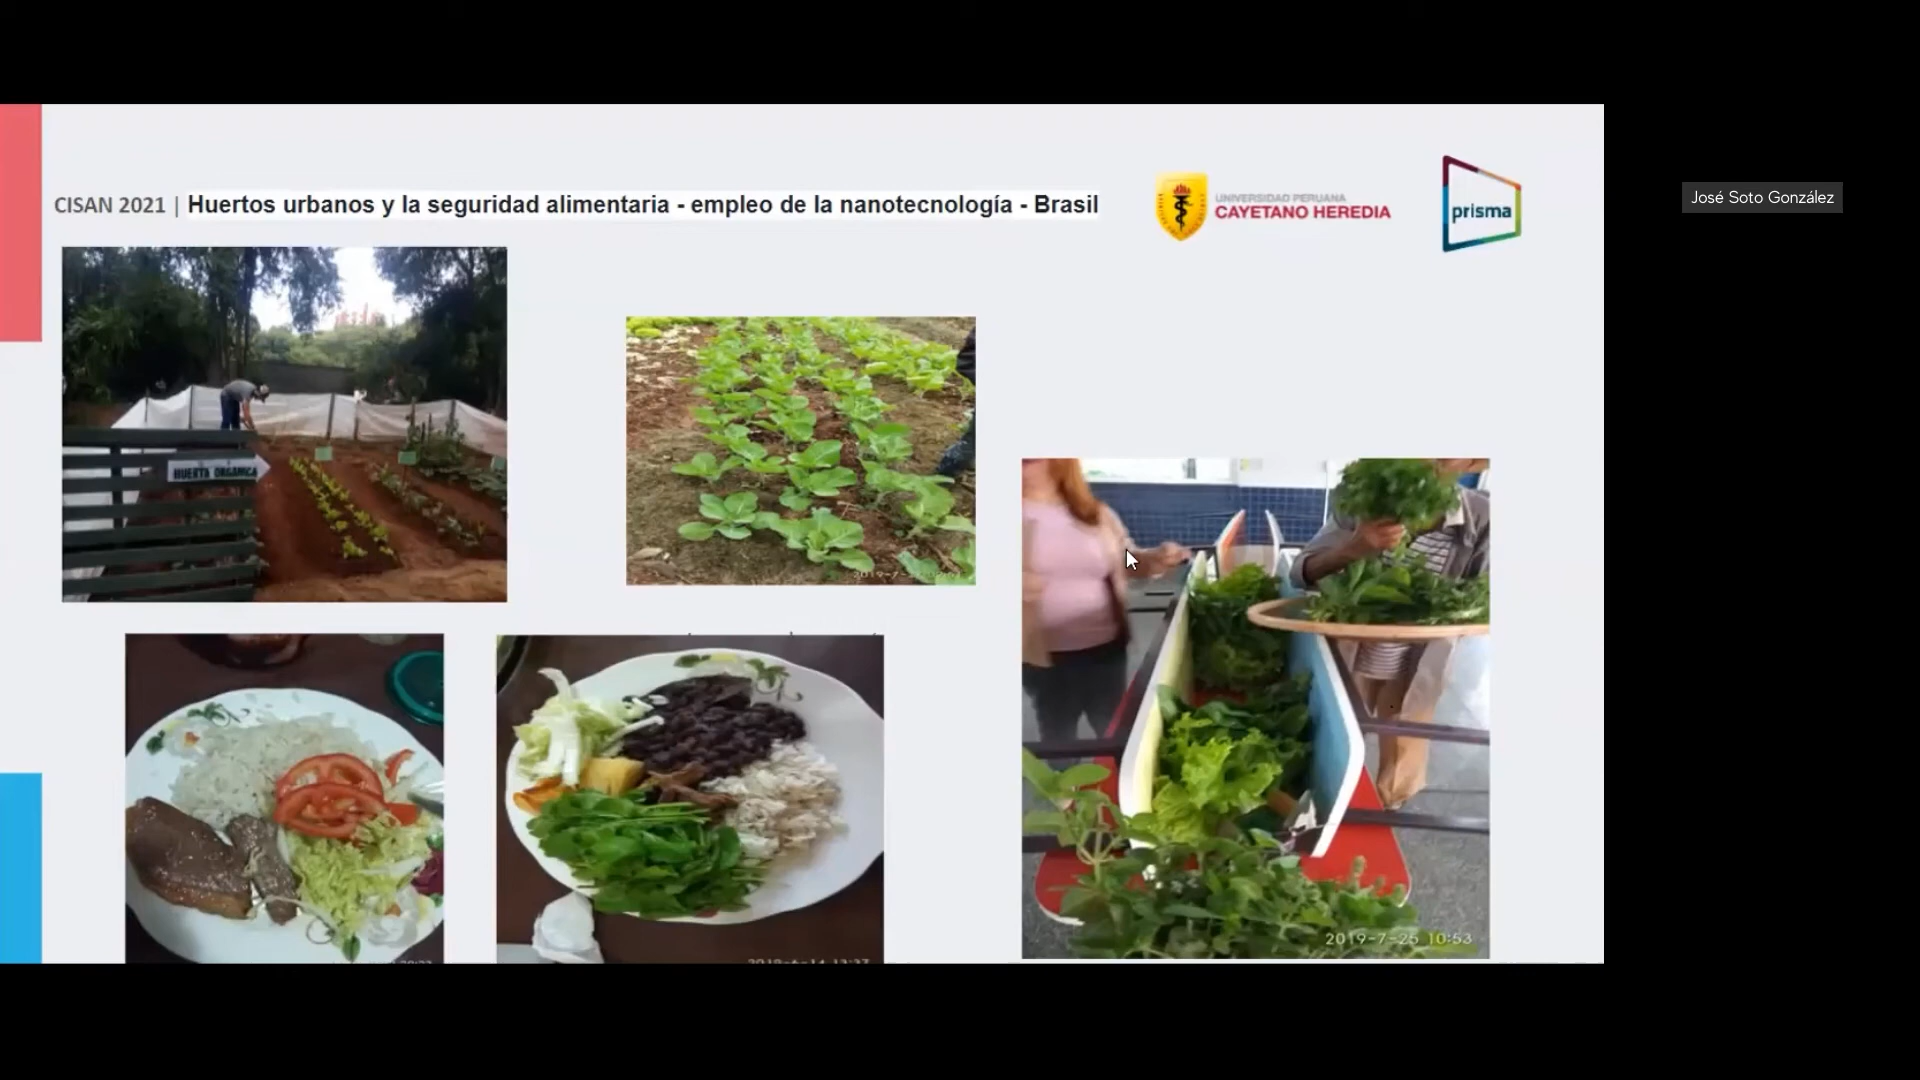 CISAN 2021 | Huertos urbanos y la seguridad alimentaria - empleo de la nanotecnología - Brasil
UNIVERSIDAD PERUANA
CAYETANO HEREDIA
prisma
José Soto González
HUERTA ORGANICA
2019-7-25 10:53